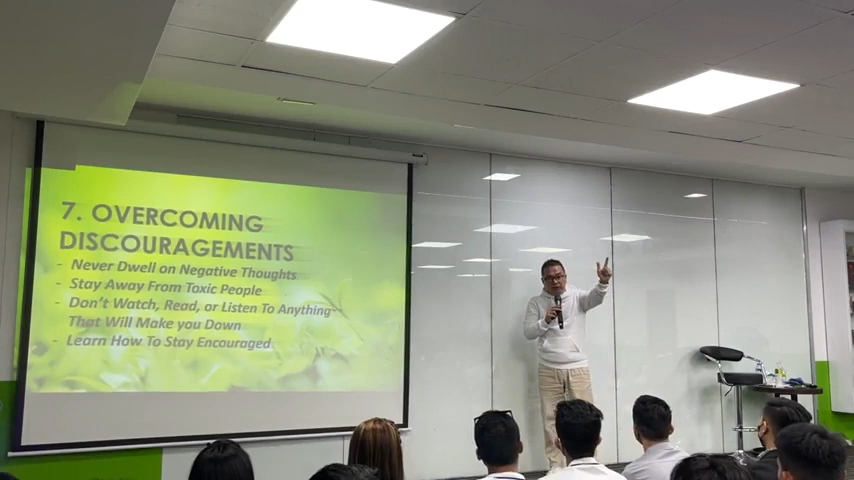 7. OVERCOMING
DISCOURAGEMENTS
- Never Dwell on Negative Thoughts
- Stay Away From Toxic People
- Don't Watch, Read, or Listen To Anything
That Will Make you Down
- Learn How To Stay Encouraged